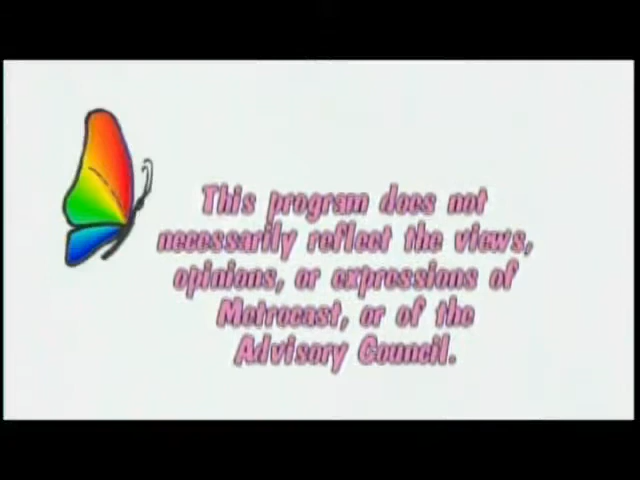 This program does not
necessarily reflect the views,
opinions, or expressions of
Metrocast, or of the
Advisory Council.